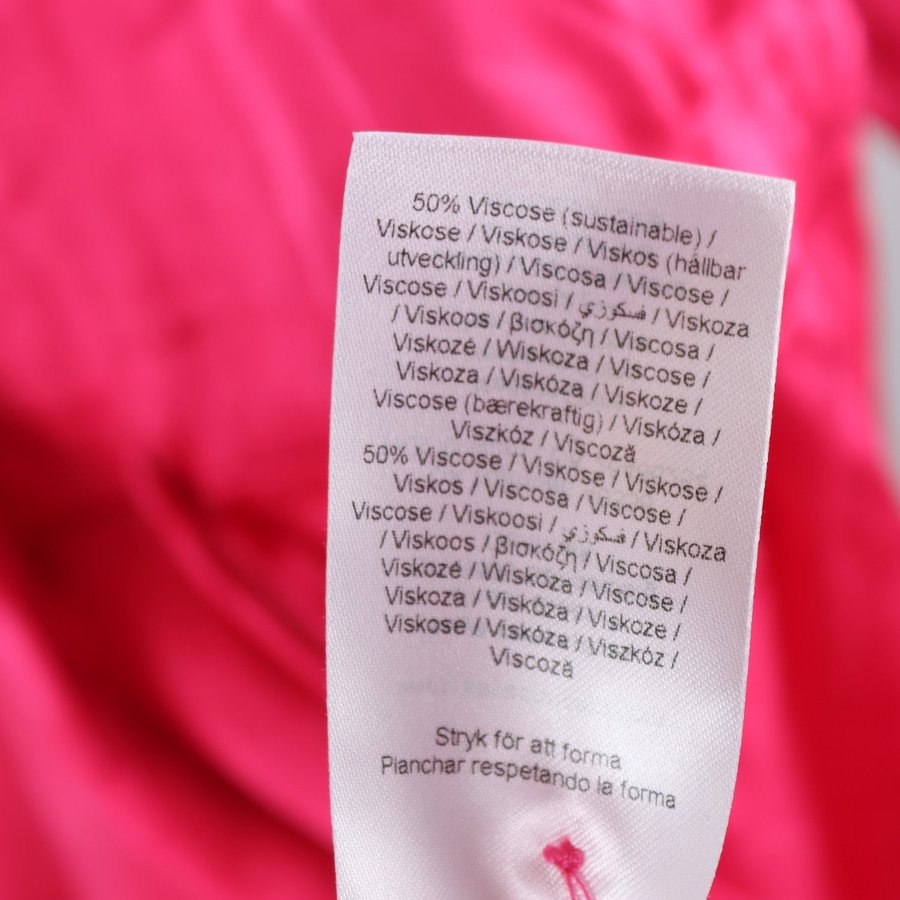 50% Viscose (sustainable) /
Viskose / Viskose / Viskos (hållbar
utveckling) / Viscosa / Viscose /
Viscose / Viskoosi / فسكوزي / Viskoza
/ Viskoos / βισκόζη / Viscosa /
Viskozė / Wiskoza / Viscose /
Viskoza / Viskóza / Viskoze /
Viscose (bærekraftig) / Viskóza /
Viszkóz / Viscoză
50% Viscose / Viskose / Viskose /
Viskos / Viscosa / Viscose /
Viscose / Viskoosi / فسكوزي / Viskoza
/ Viskoos / βισκόζη / Viscosa /
Viskozė / Wiskoza / Viscose /
Viskoza / Viskóza / Viskoze /
Viskose / Viskóza / Viszkóz /
Viscoză
Stryk för att forma
Planchar respetando la forma